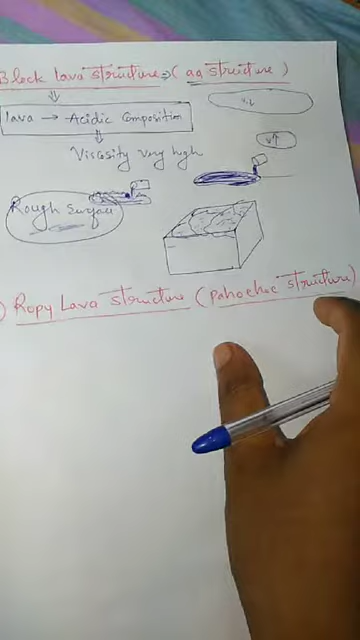 Block lava structure ⇒ ( aa structure )
lava → Acidic Composition
Viscosity very high
Rough surface
) Ropy Lava structure ( pahoehoe structure )